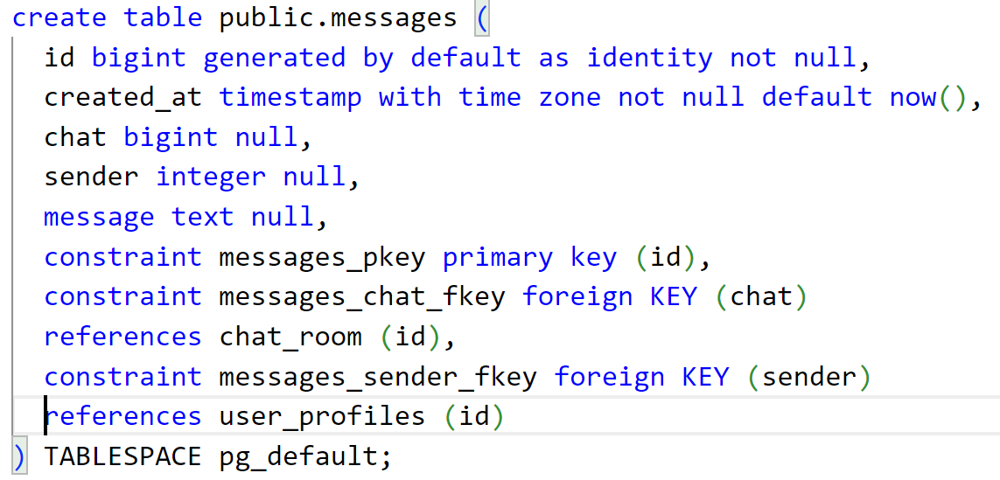 create table public.messages (
  id bigint generated by default as identity not null,
  created_at timestamp with time zone not null default now(),
  chat bigint null,
  sender integer null,
  message text null,
  constraint messages_pkey primary key (id),
  constraint messages_chat_fkey foreign KEY (chat)
  references chat_room (id),
  constraint messages_sender_fkey foreign KEY (sender)
  references user_profiles (id)
) TABLESPACE pg_default;